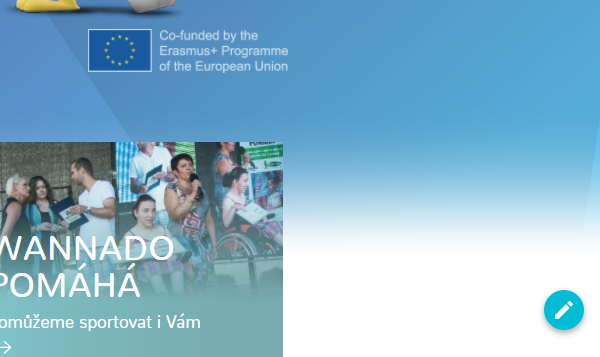 Co-funded by the
Erasmus+ Programme
of the European Union
WANNADO
POMÁHÁ
omůžeme sportovat i Vám